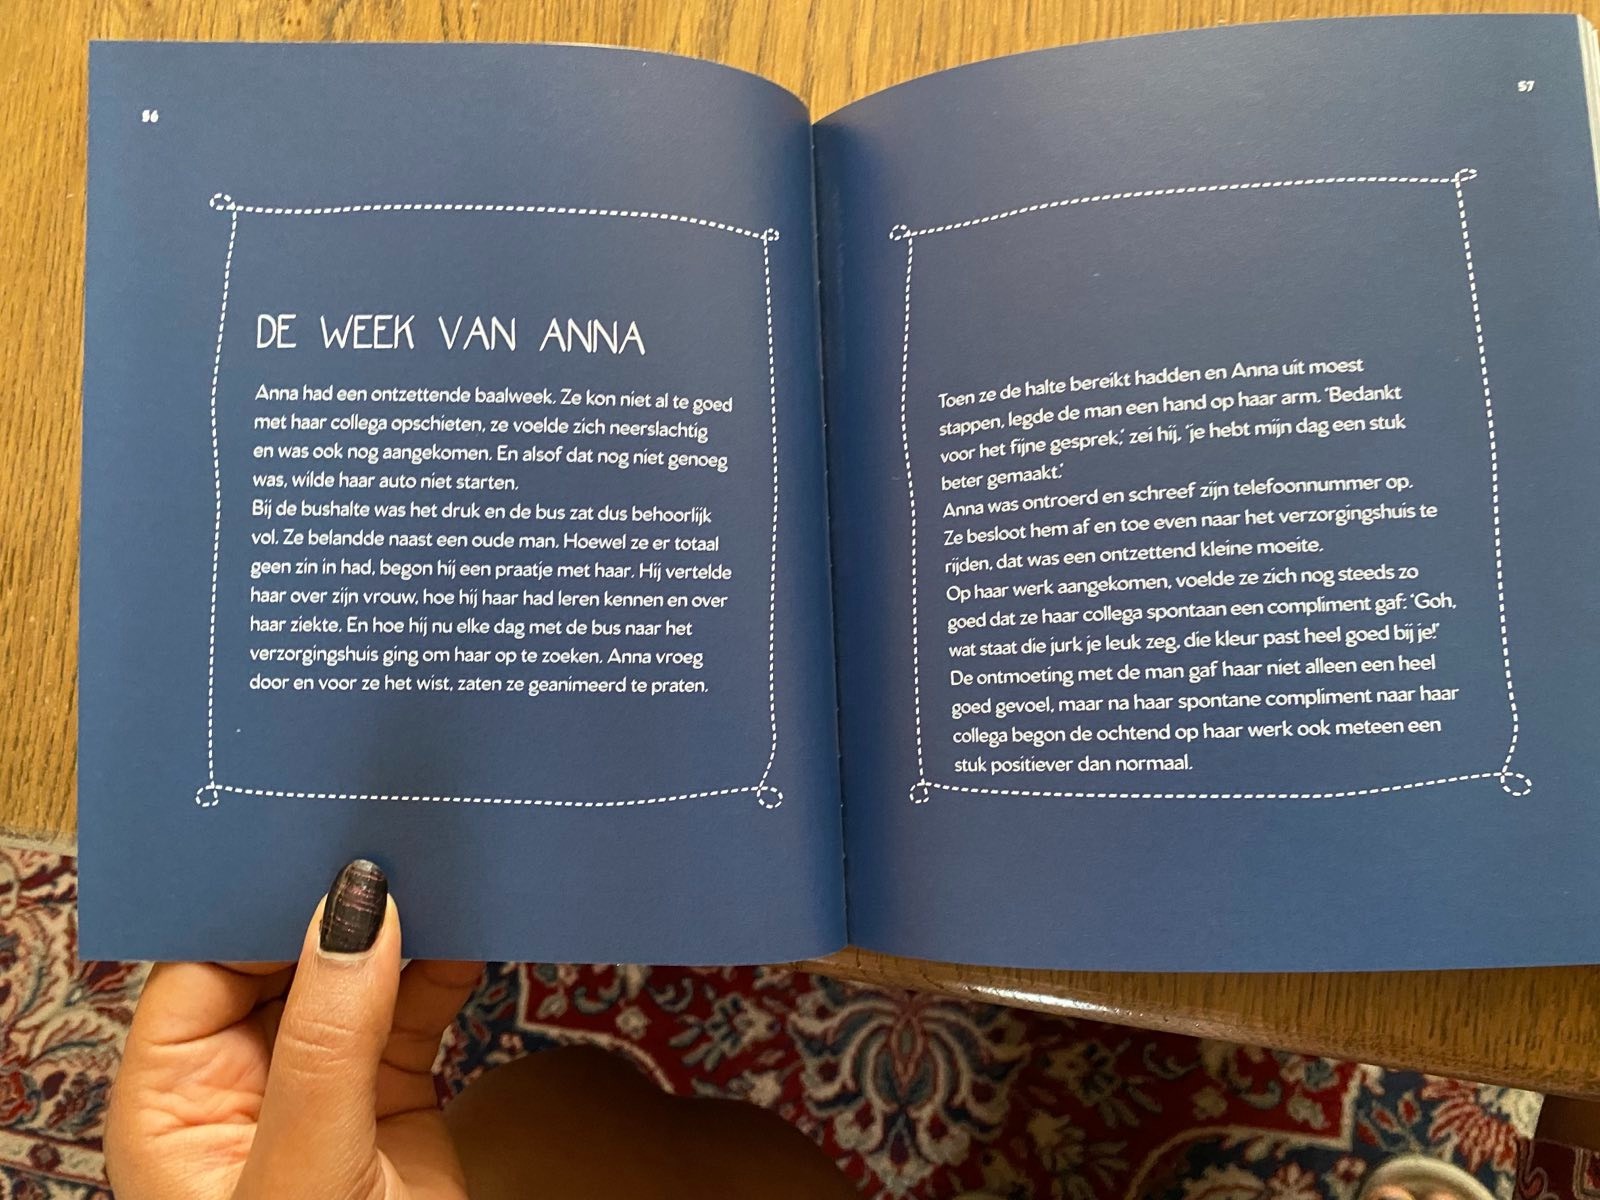 56
DE WEEK VAN ANNA
Anna had een ontzettende baalweek. Ze kon niet al te goed
met haar collega opschieten, ze voelde zich neerslachtig
en was ook nog aangekomen. En alsof dat nog niet genoeg
was, wilde haar auto niet starten.
Bij de bushalte was het druk en de bus zat dus behoorlijk
vol. Ze belandde naast een oude man. Hoewel ze er totaal
geen zin in had, begon hij een praatje met haar. Hij vertelde
haar over zijn vrouw, hoe hij haar had leren kennen en over
haar ziekte. En hoe hij nu elke dag met de bus naar het
verzorgingshuis ging om haar op te zoeken. Anna vroeg
door en voor ze het wist, zaten ze geanimeerd te praten.
57
Toen ze de halte bereikt hadden en Anna uit moest
stappen, legde de man een hand op haar arm. 'Bedankt
voor het fijne gesprek,' zei hij, 'je hebt mijn dag een stuk
beter gemaakt.'
Anna was ontroerd en schreef zijn telefoonnummer op.
Ze besloot hem af en toe even naar het verzorgingshuis te
rijden, dat was een ontzettend kleine moeite.
Op haar werk aangekomen, voelde ze zich nog steeds zo
goed dat ze haar collega spontaan een compliment gaf: 'Goh,
wat staat die jurk je leuk zeg, die kleur past heel goed bij je!'
De ontmoeting met de man gaf haar niet alleen een heel
goed gevoel, maar na haar spontane compliment naar haar
collega begon de ochtend op haar werk ook meteen een
stuk positiever dan normaal.